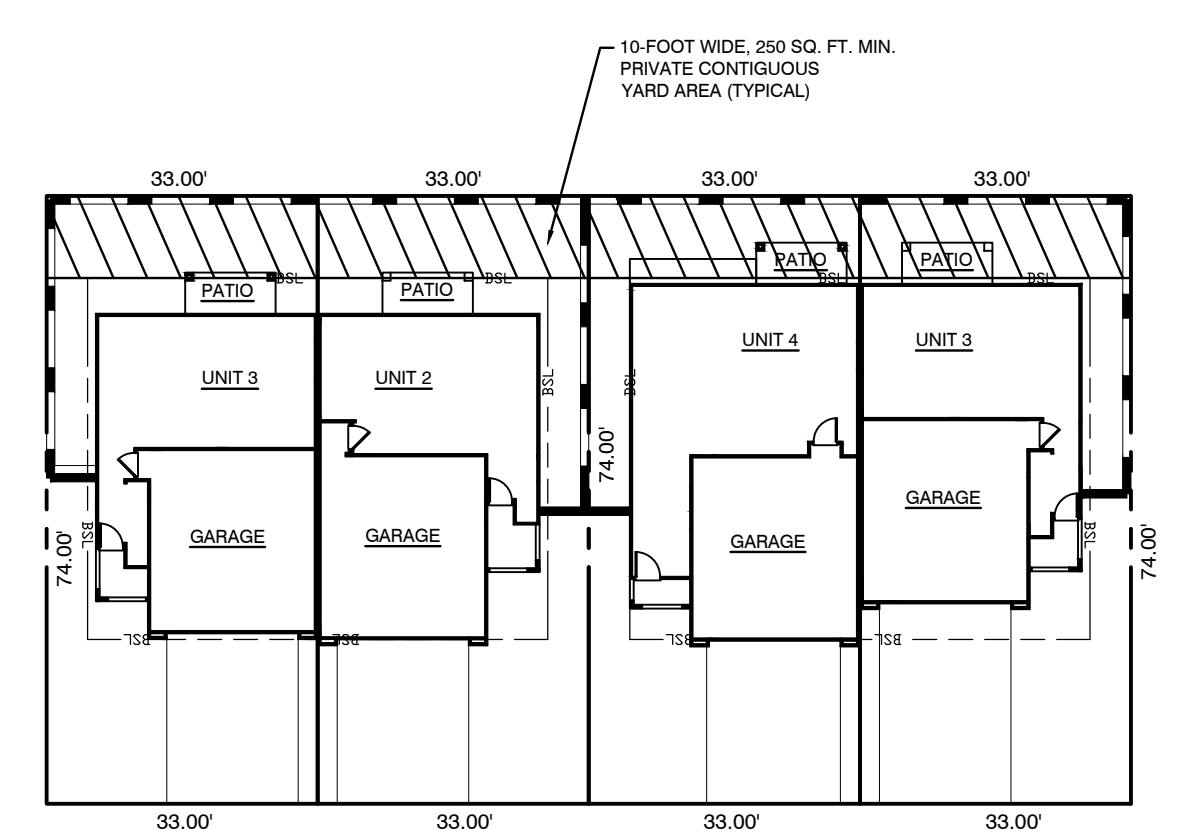 10-FOOT WIDE, 250 SQ. FT. MIN.
PRIVATE CONTIGUOUS
YARD AREA (TYPICAL)
33.00'
33.00'
33.00'
33.00'
PATIO
PATIO
BSL
BSL
PATIO
PATIO
BSL
BSL
UNIT 4
UNIT 3
UNIT 3
UNIT 2
BSL
BSL
74.00'
GARAGE
GARAGE
GARAGE
GARAGE
BSL
BSL
74.00'
74.00'
BSL
BSL
BSL
BSL
33.00'
33.00'
33.00'
33.00'